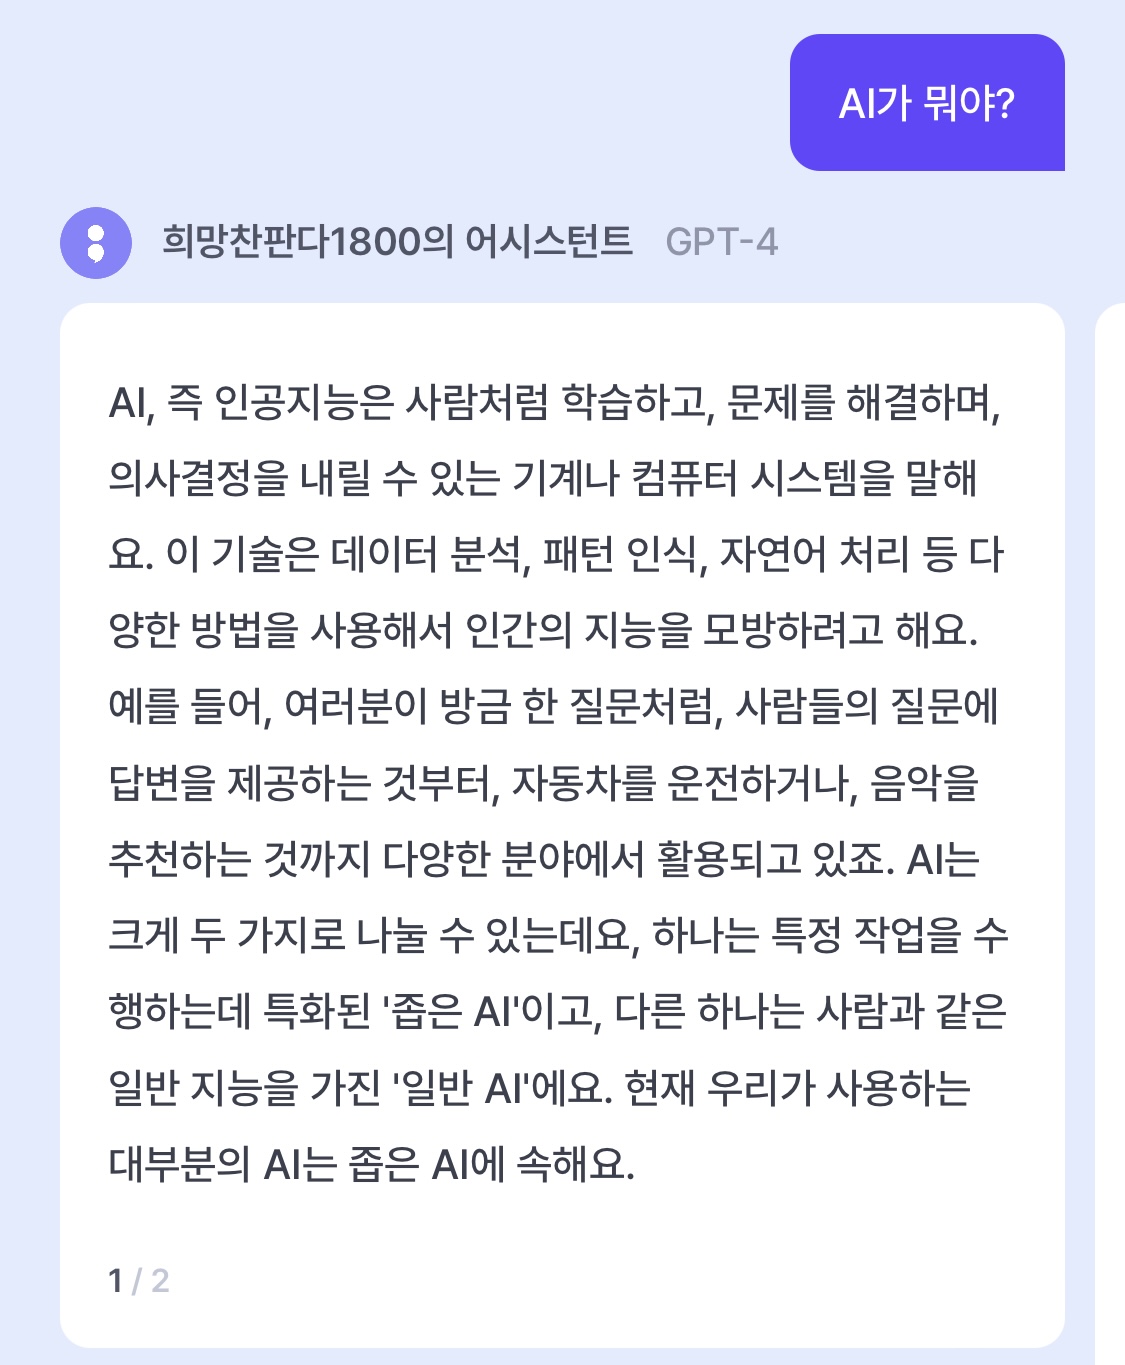 AI가 뭐야?
희망찬판다1800의 어시스턴트 GPT-4
AI, 즉 인공지능은 사람처럼 학습하고, 문제를 해결하며,
의사결정을 내릴 수 있는 기계나 컴퓨터 시스템을 말해
요. 이 기술은 데이터 분석, 패턴 인식, 자연어 처리 등 다
양한 방법을 사용해서 인간의 지능을 모방하려고 해요.
예를 들어, 여러분이 방금 한 질문처럼, 사람들의 질문에
답변을 제공하는 것부터, 자동차를 운전하거나, 음악을
추천하는 것까지 다양한 분야에서 활용되고 있죠. AI는
크게 두 가지로 나눌 수 있는데요, 하나는 특정 작업을 수
행하는데 특화된 '좁은 AI'이고, 다른 하나는 사람과 같은
일반 지능을 가진 '일반 AI'에요. 현재 우리가 사용하는
대부분의 AI는 좁은 AI에 속해요.
1 / 2